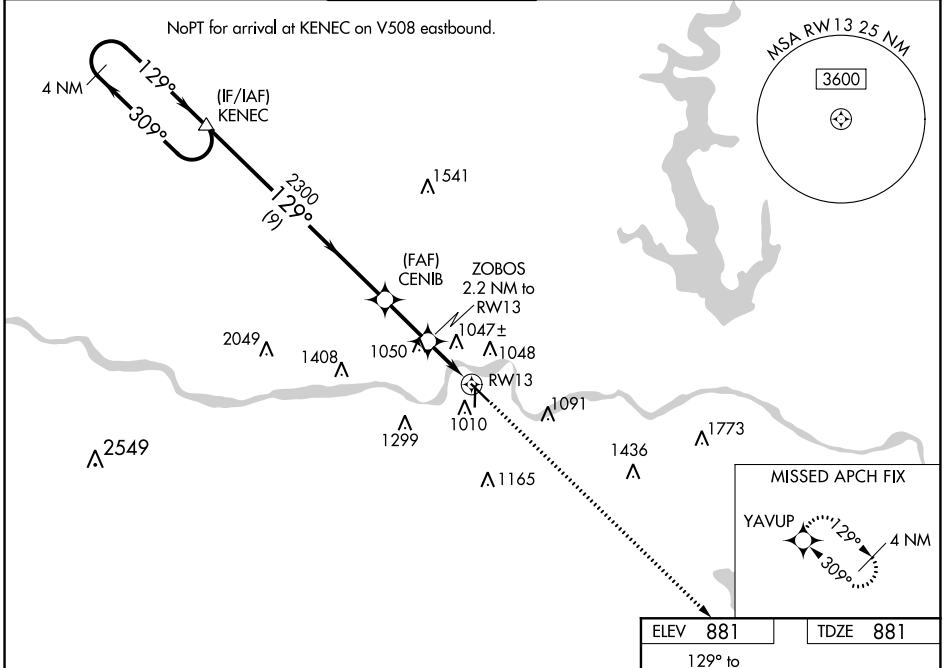 NoPT for arrival at KENEC on V508 eastbound.
MSA RW13 25 NM
3600
4 NM
129°
309°
(IF/IAF)
KENEC
2300
129°
(9)
1541
(FAF)
CENIB
ZOBOS
2.2 NM to
RW13
2049
1408
1050
1047±
1048
RW13
2549
1299
1010
1091
1165
1436
1773
MISSED APCH FIX
YAVUP
129°
4 NM
309°
ELEV 881
TDZE 881
129° to